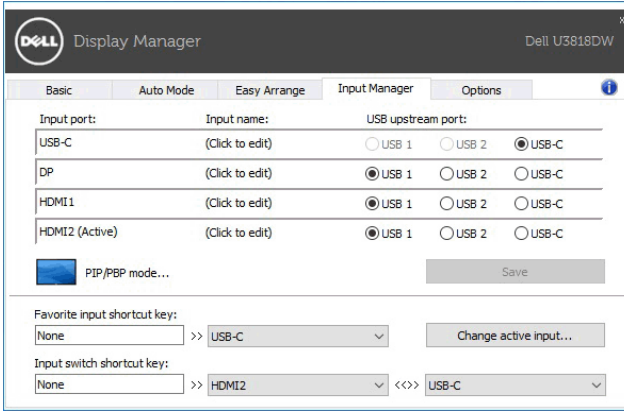 DELL Display Manager Dell U3818DW
Basic Auto Mode Easy Arrange Input Manager Options
Input port: Input name: USB upstream port:
USB-C (Click to edit) USB 1 USB 2 USB-C
DP (Click to edit) USB 1 USB 2 USB-C
HDMI1 (Click to edit) USB 1 USB 2 USB-C
HDMI2 (Active) (Click to edit) USB 1 USB 2 USB-C
PIP/PBP mode... Save
Favorite input shortcut key:
None >> USB-C Change active input...
Input switch shortcut key:
None >> HDMI2 <<>> USB-C